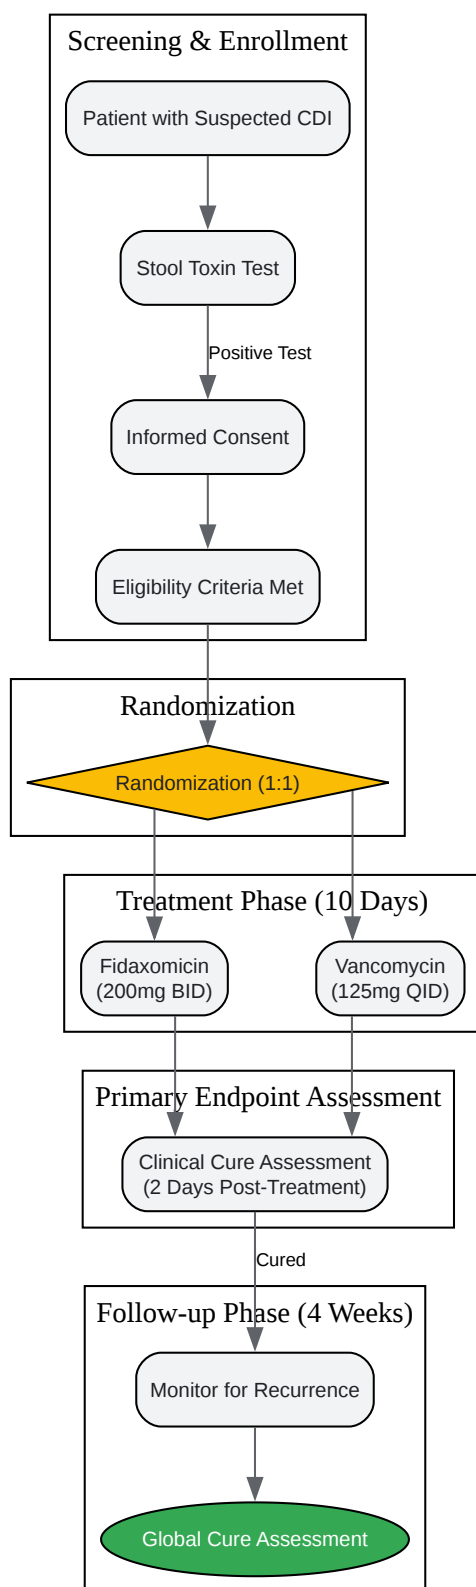 Screening & Enrollment
Patient with Suspected CDI
Stool Toxin Test
Positive Test
Informed Consent
Eligibility Criteria Met
Randomization
Randomization (1:1)
Treatment Phase (10 Days)
Fidaxomicin
(200mg BID)
Vancomycin
(125mg QID)
Primary Endpoint Assessment
Clinical Cure Assessment
(2 Days Post-Treatment)
Cured
Follow-up Phase (4 Weeks)
Monitor for Recurrence
Global Cure Assessment